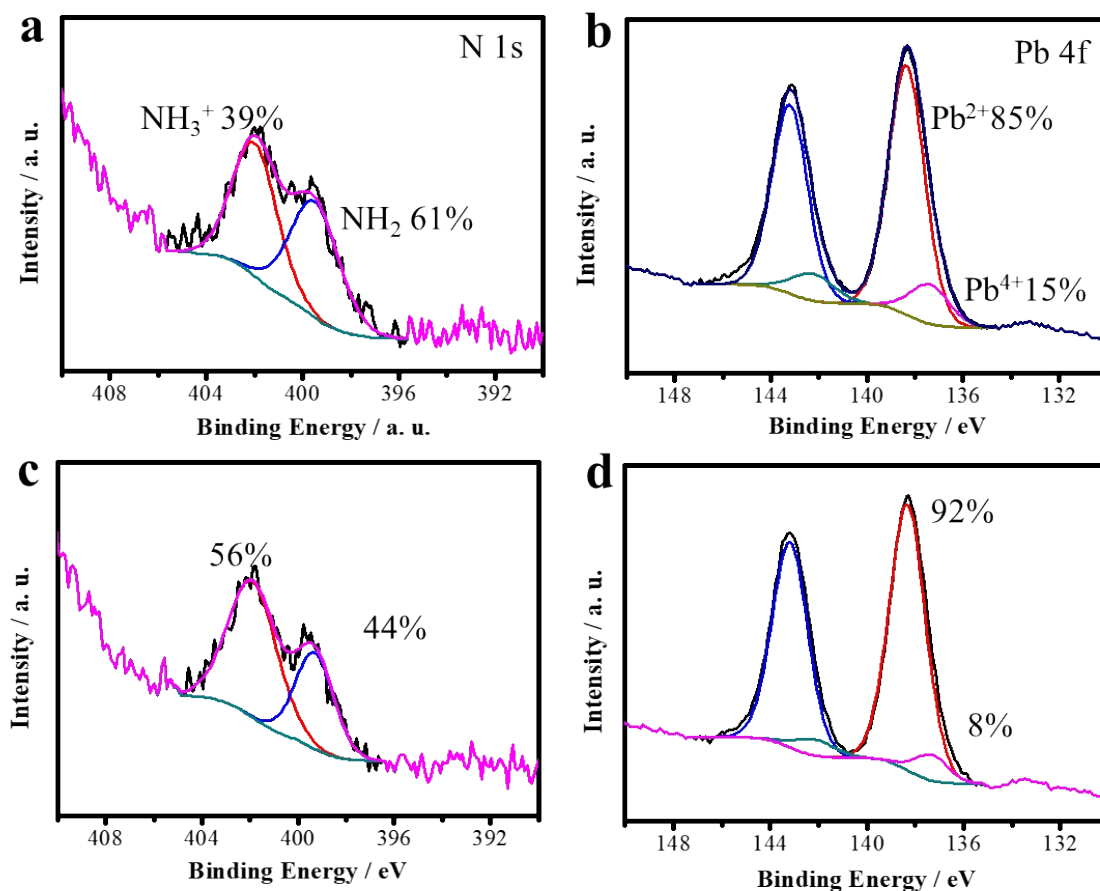 a
N 1s
NH₃⁺ 39%
NH₂ 61%
Intensity / a. u.
408 404 400 396 392
Binding Energy / a. u.
b
Pb 4f
Pb²⁺85%
Pb⁴⁺15%
Intensity / a. u.
148 144 140 136 132
Binding Energy / eV
c
56%
44%
Intensity / a. u.
408 404 400 396 392
Binding Energy / eV
d
92%
8%
Intensity / a. u.
148 144 140 136 132
Binding Energy / eV